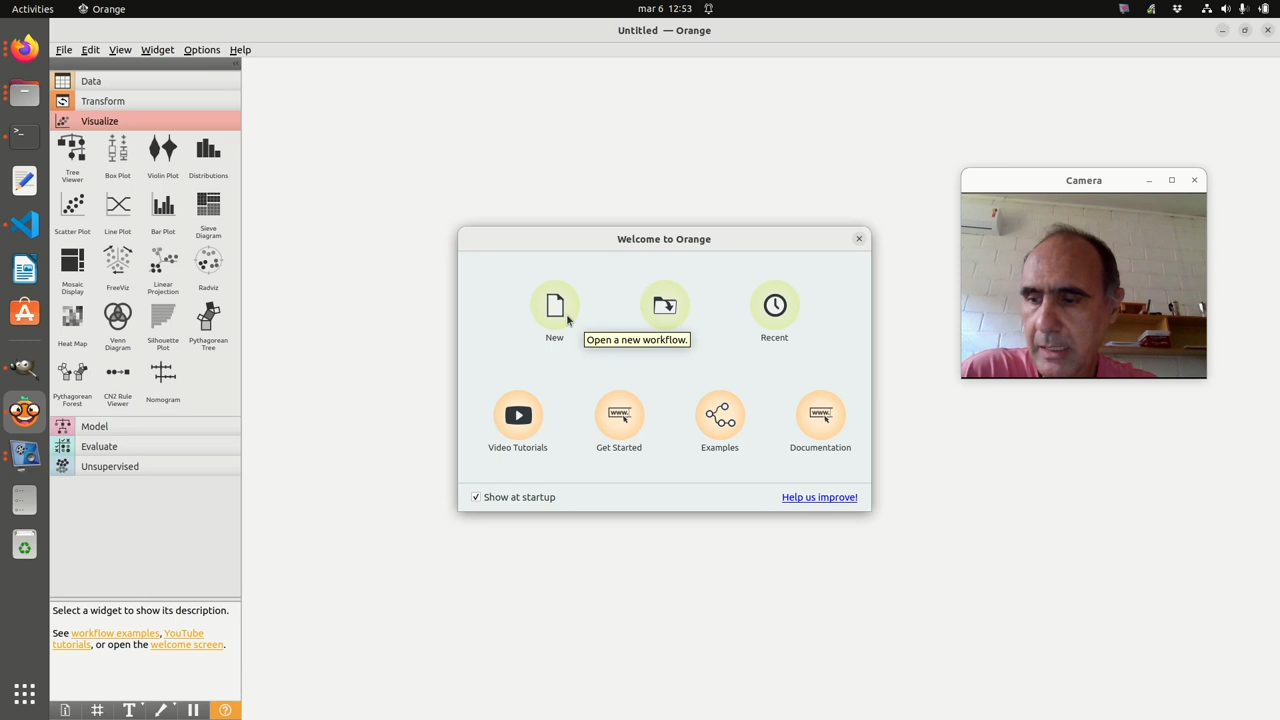 Activities
Orange
mar 6 12:53
Untitled — Orange
File Edit View Widget Options Help
Data
Transform
Visualize
Tree Viewer
Box Plot
Violin Plot
Distributions
Scatter Plot
Line Plot
Bar Plot
Sieve Diagram
Mosaic Display
FreeViz
Linear Projection
Radviz
Heat Map
Venn Diagram
Silhouette Plot
Pythagorean Tree
Pythagorean Forest
CN2 Rule Viewer
Nomogram
Model
Evaluate
Unsupervised
Select a widget to show its description.
See workflow examples, YouTube
tutorials, or open the welcome screen.
Welcome to Orange
New
Open a new workflow.
Recent
Video Tutorials
www.
Get Started
Examples
www.
Documentation
Show at startup
Help us improve!
Camera